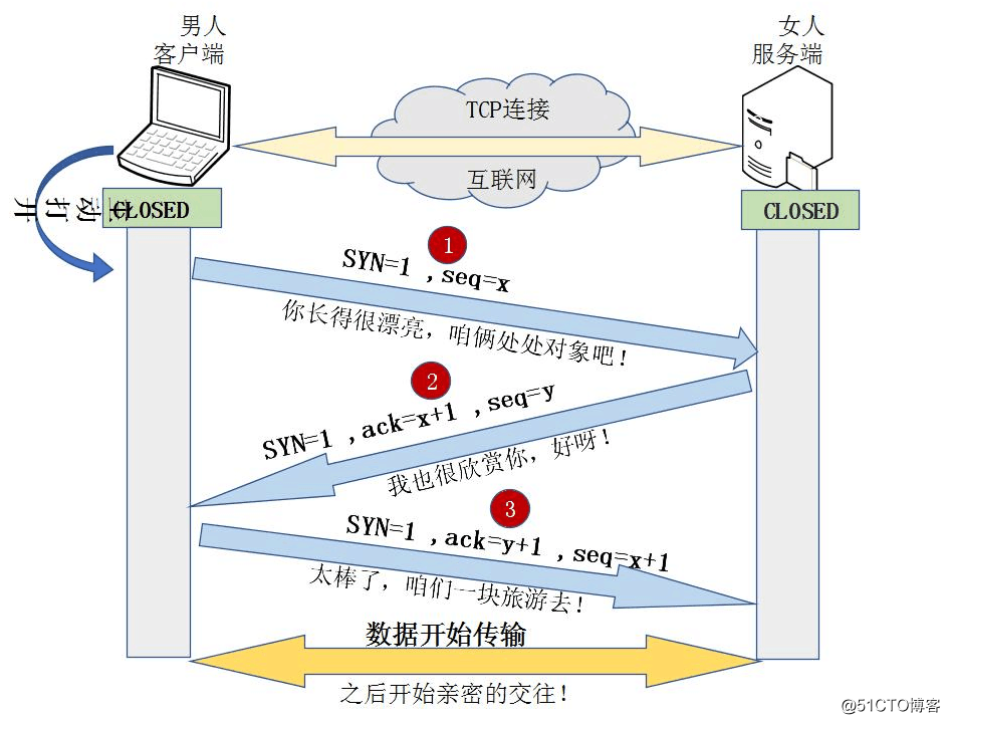 男人
客户端
女人
服务端
TCP连接
互联网
主动打开
CLOSED
CLOSED
1
SYN=1 ,seq=x
你长得很漂亮，咱俩处处对象吧！
2
SYN=1 ,ack=x+1 ,seq=y
我也很欣赏你，好呀！
3
SYN=1 ,ack=y+1 ,seq=x+1
太棒了，咱们一块旅游去！
数据开始传输
之后开始亲密的交往！
@51CTO博客